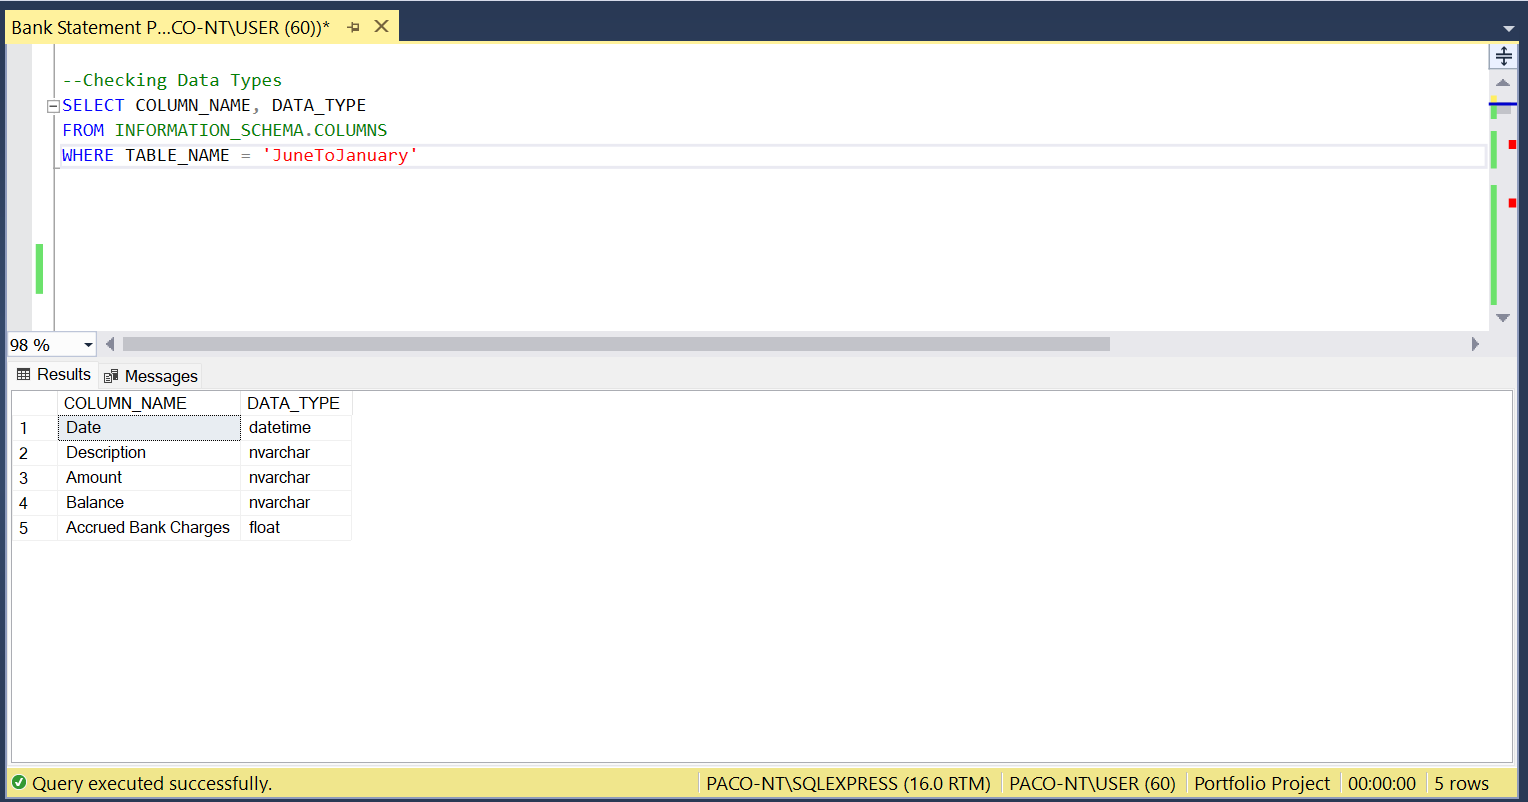 Bank Statement P...CO-NT\USER (60))*
--Checking Data Types
SELECT COLUMN_NAME, DATA_TYPE
FROM INFORMATION_SCHEMA.COLUMNS
WHERE TABLE_NAME = 'JuneToJanuary'
98 %
Results Messages
COLUMN_NAME DATA_TYPE
1 Date datetime
2 Description nvarchar
3 Amount nvarchar
4 Balance nvarchar
5 Accrued Bank Charges float
Query executed successfully. PACO-NT\SQLEXPRESS (16.0 RTM) PACO-NT\USER (60) Portfolio Project 00:00:00 5 rows